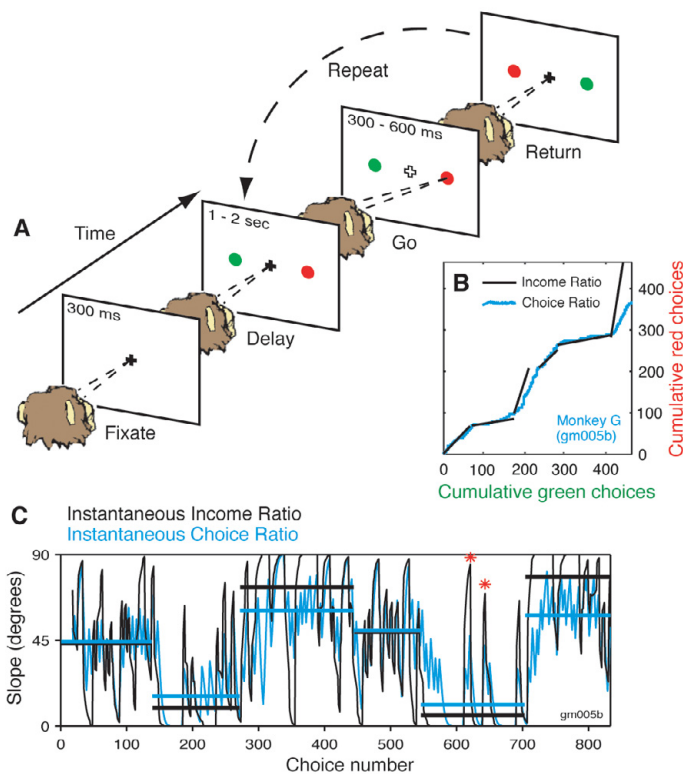 Repeat
Return
300 - 600 ms
Go
1 - 2 sec
A
Time
Delay
300 ms
Fixate
B
Income Ratio
Choice Ratio
400
300
200
100
0
Cumulative red choices
Monkey G
(gm005b)
0 100 200 300 400
Cumulative green choices
C
Instantaneous Income Ratio
Instantaneous Choice Ratio
90
45
0
Slope (degrees)
* *
gm005b
0 100 200 300 400 500 600 700 800
Choice number